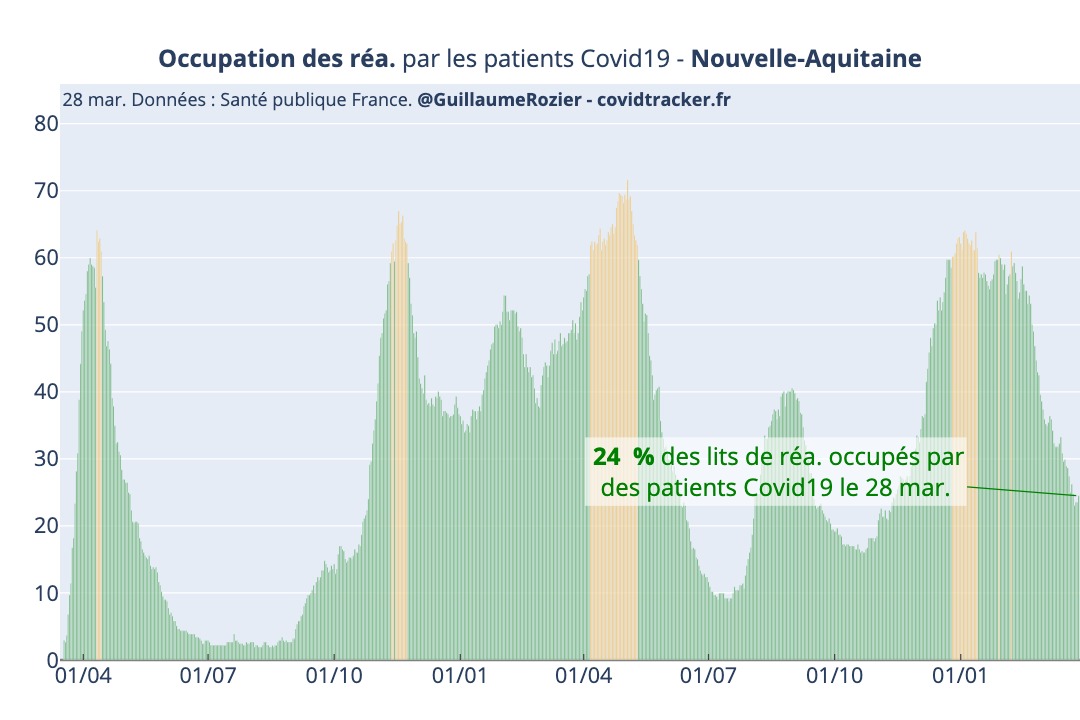 Occupation des réa. par les patients Covid19 - Nouvelle-Aquitaine
28 mar. Données : Santé publique France. @GuillaumeRozier - covidtracker.fr
80
70
60
50
40
30
20
10
0
24 % des lits de réa. occupés par
des patients Covid19 le 28 mar.
01/04 01/07 01/10 01/01 01/04 01/07 01/10 01/01